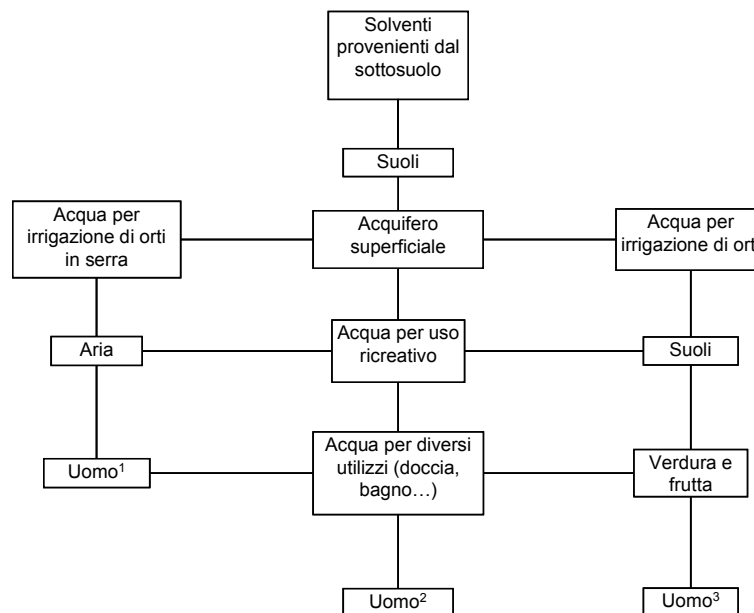 Solventi
provenienti dal
sottosuolo
Suoli
Acqua per
irrigazione di orti
in serra
Acquifero
superficiale
Acqua per
irrigazione di ort
Aria
Acqua per uso
ricreativo
Suoli
Uomo¹
Acqua per diversi
utilizzi (doccia,
bagno…)
Verdura e
frutta
Uomo²
Uomo³